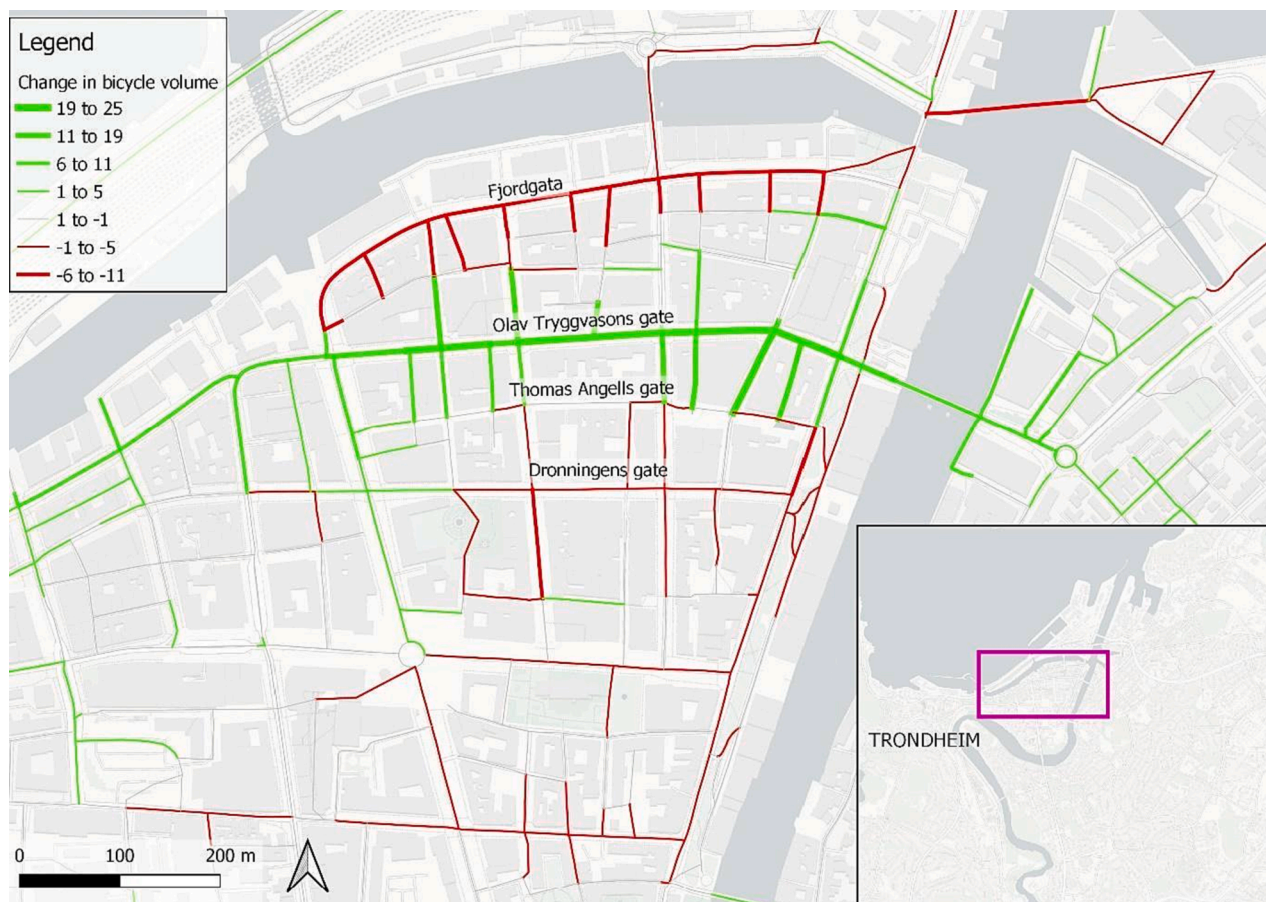 Legend
Change in bicycle volume
19 to 25
11 to 19
6 to 11
1 to 5
1 to -1
-1 to -5
-6 to -11
Fjordgata
Olav Tryggvasons gate
Thomas Angells gate
Dronningens gate
TRONDHEIM
0 100 200 m